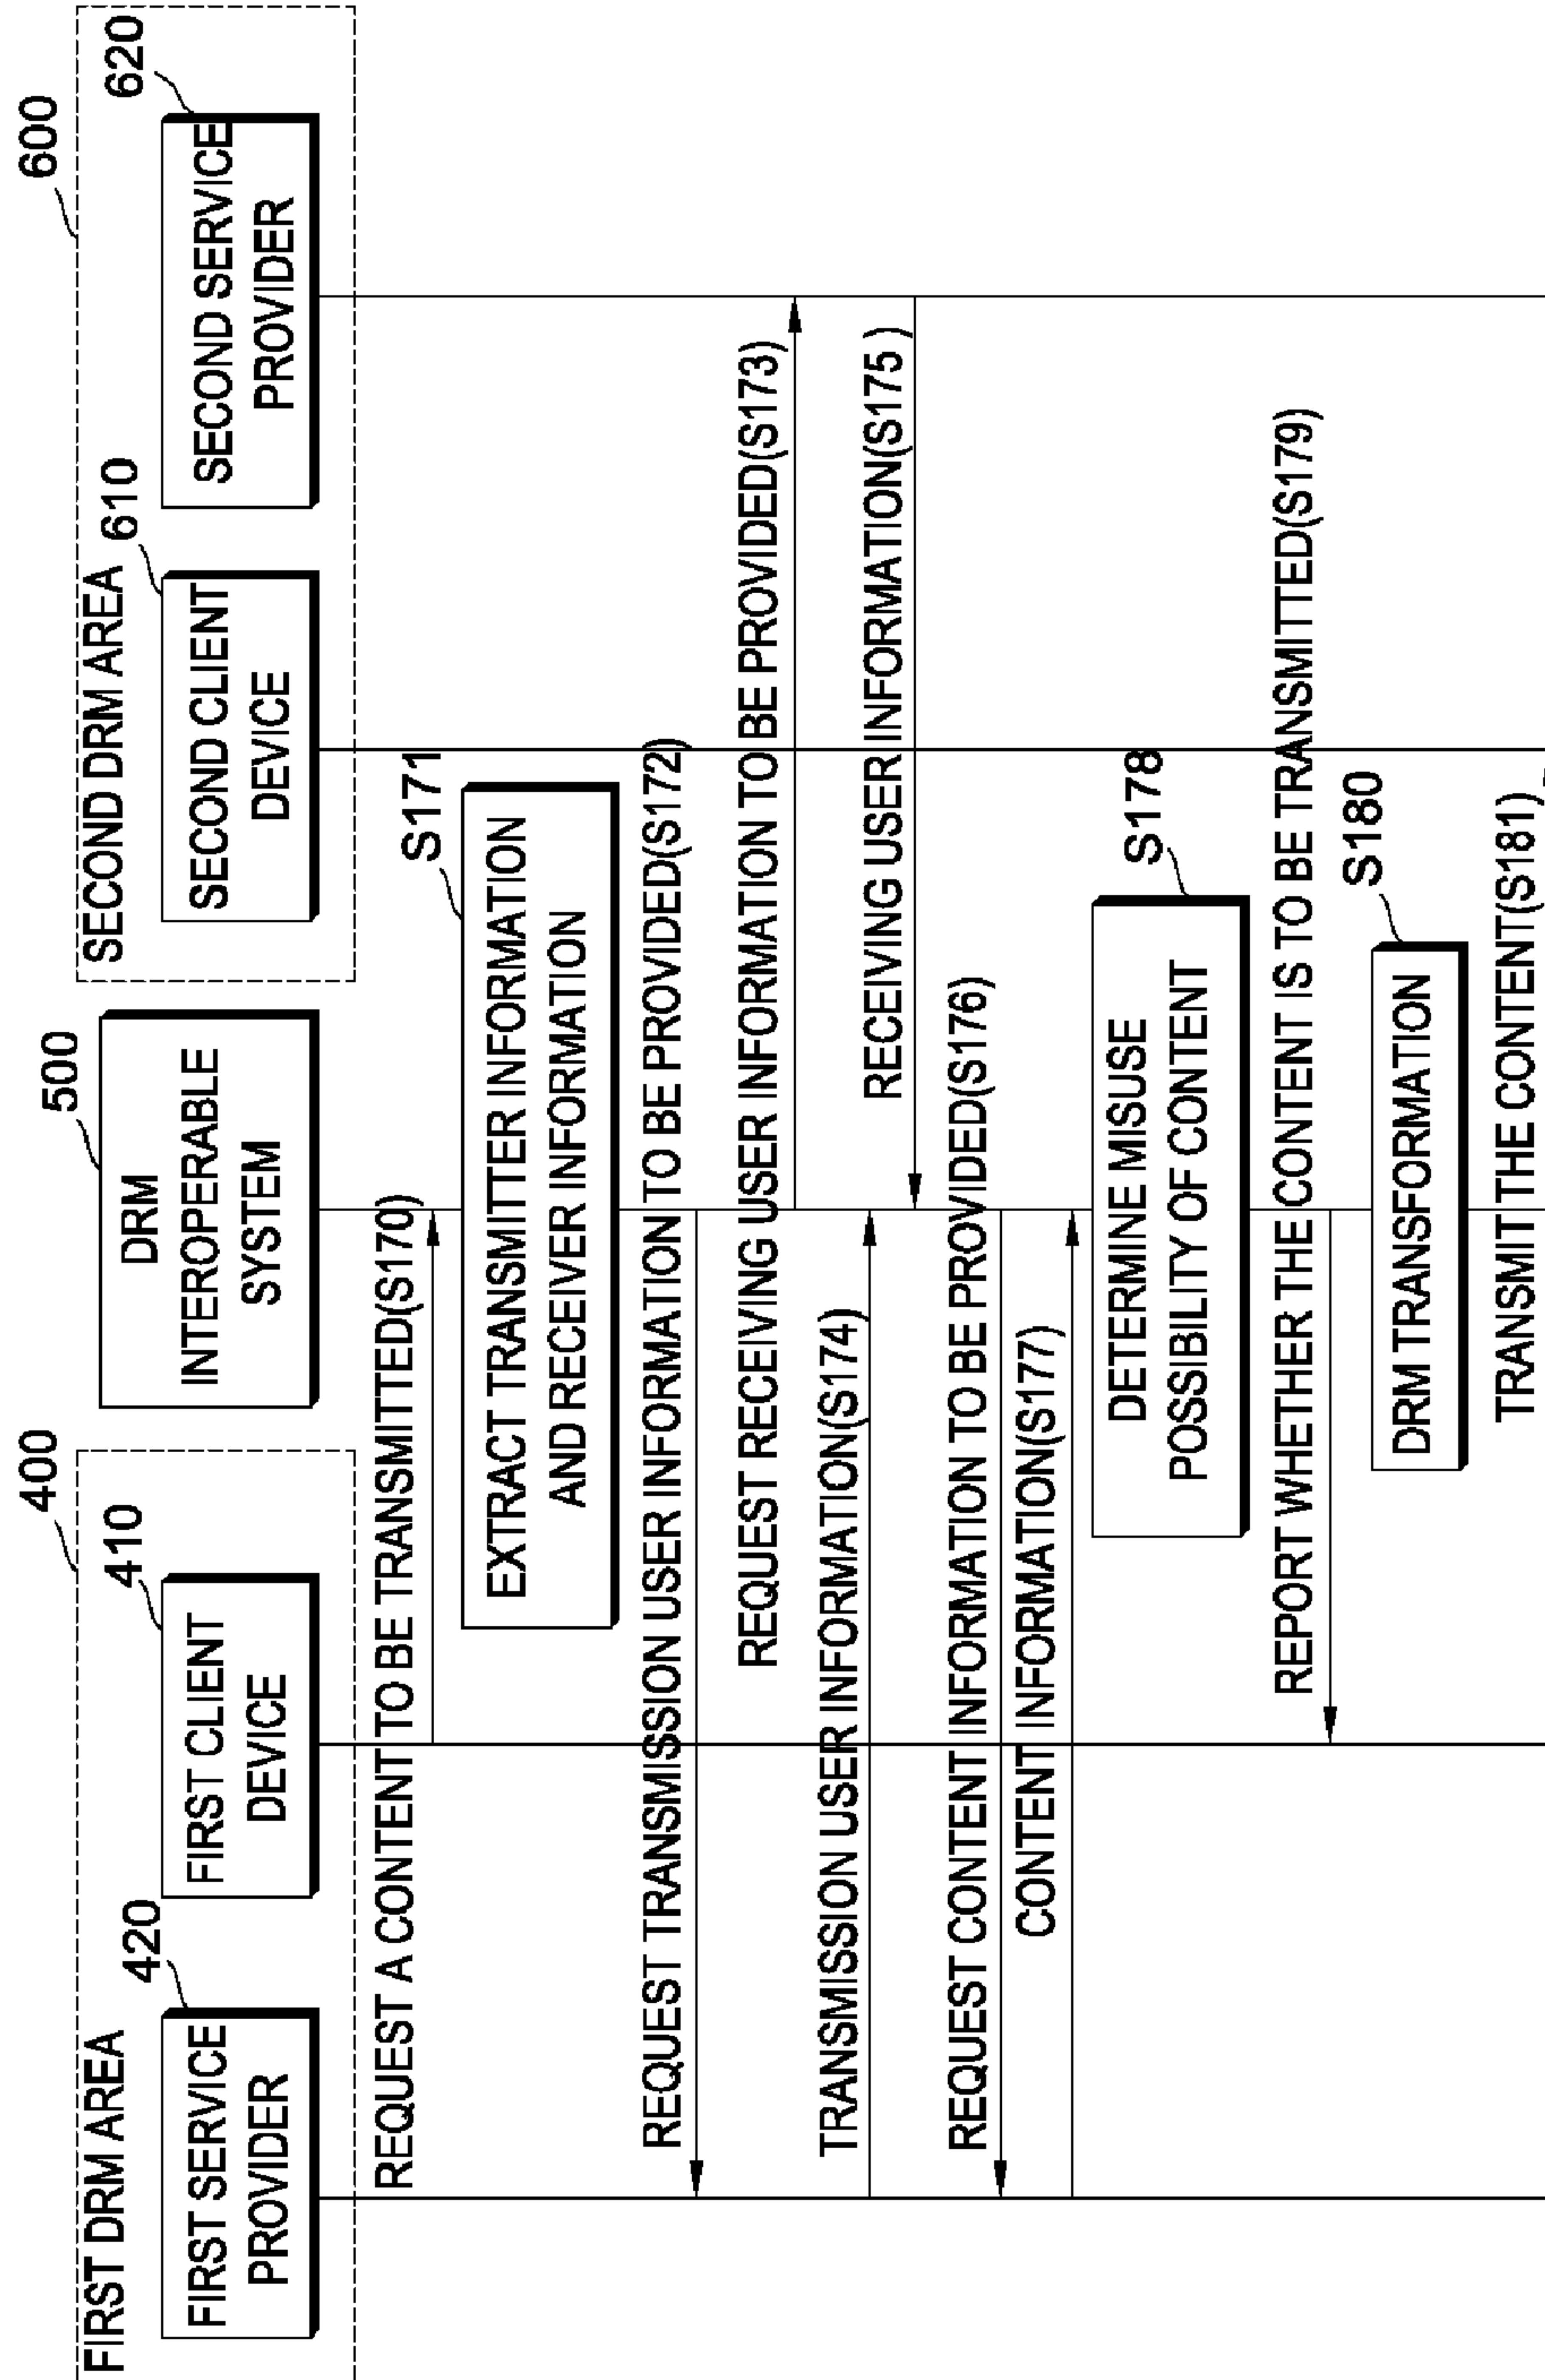 FIRST DRM AREA
400
420
FIRST SERVICE
PROVIDER
410
FIRST CLIENT
DEVICE
500
DRM
INTEROPERABLE
SYSTEM
600
SECOND DRM AREA
610
SECOND CLIENT
DEVICE
620
SECOND SERVICE
PROVIDER
REQUEST A CONTENT TO BE TRANSMITTED(S170)
S171
EXTRACT TRANSMITTER INFORMATION
AND RECEIVER INFORMATION
REQUEST TRANSMISSION USER INFORMATION TO BE PROVIDED(S172)
REQUEST RECEIVING USER INFORMATION TO BE PROVIDED(S173)
TRANSMISSION USER INFORMATION(S174)
RECEIVING USER INFORMATION(S175)
REQUEST CONTENT INFORMATION TO BE PROVIDED(S176)
CONTENT INFORMATION(S177)
S178
DETERMINE MISUSE
POSSIBILITY OF CONTENT
REPORT WHETHER THE CONTENT IS TO BE TRANSMITTED(S179)
S180
DRM TRANSFORMATION
TRANSMIT THE CONTENT(S181)